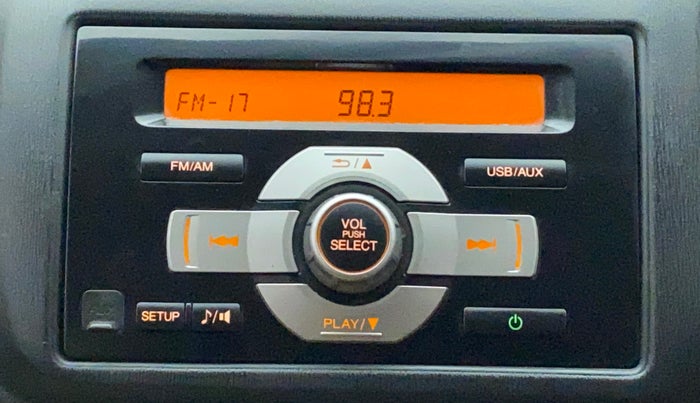 FM-17 98.3
FM/AM
/▲
USB/AUX
VOL
PUSH
SELECT
SETUP
♪/
PLAY/▼